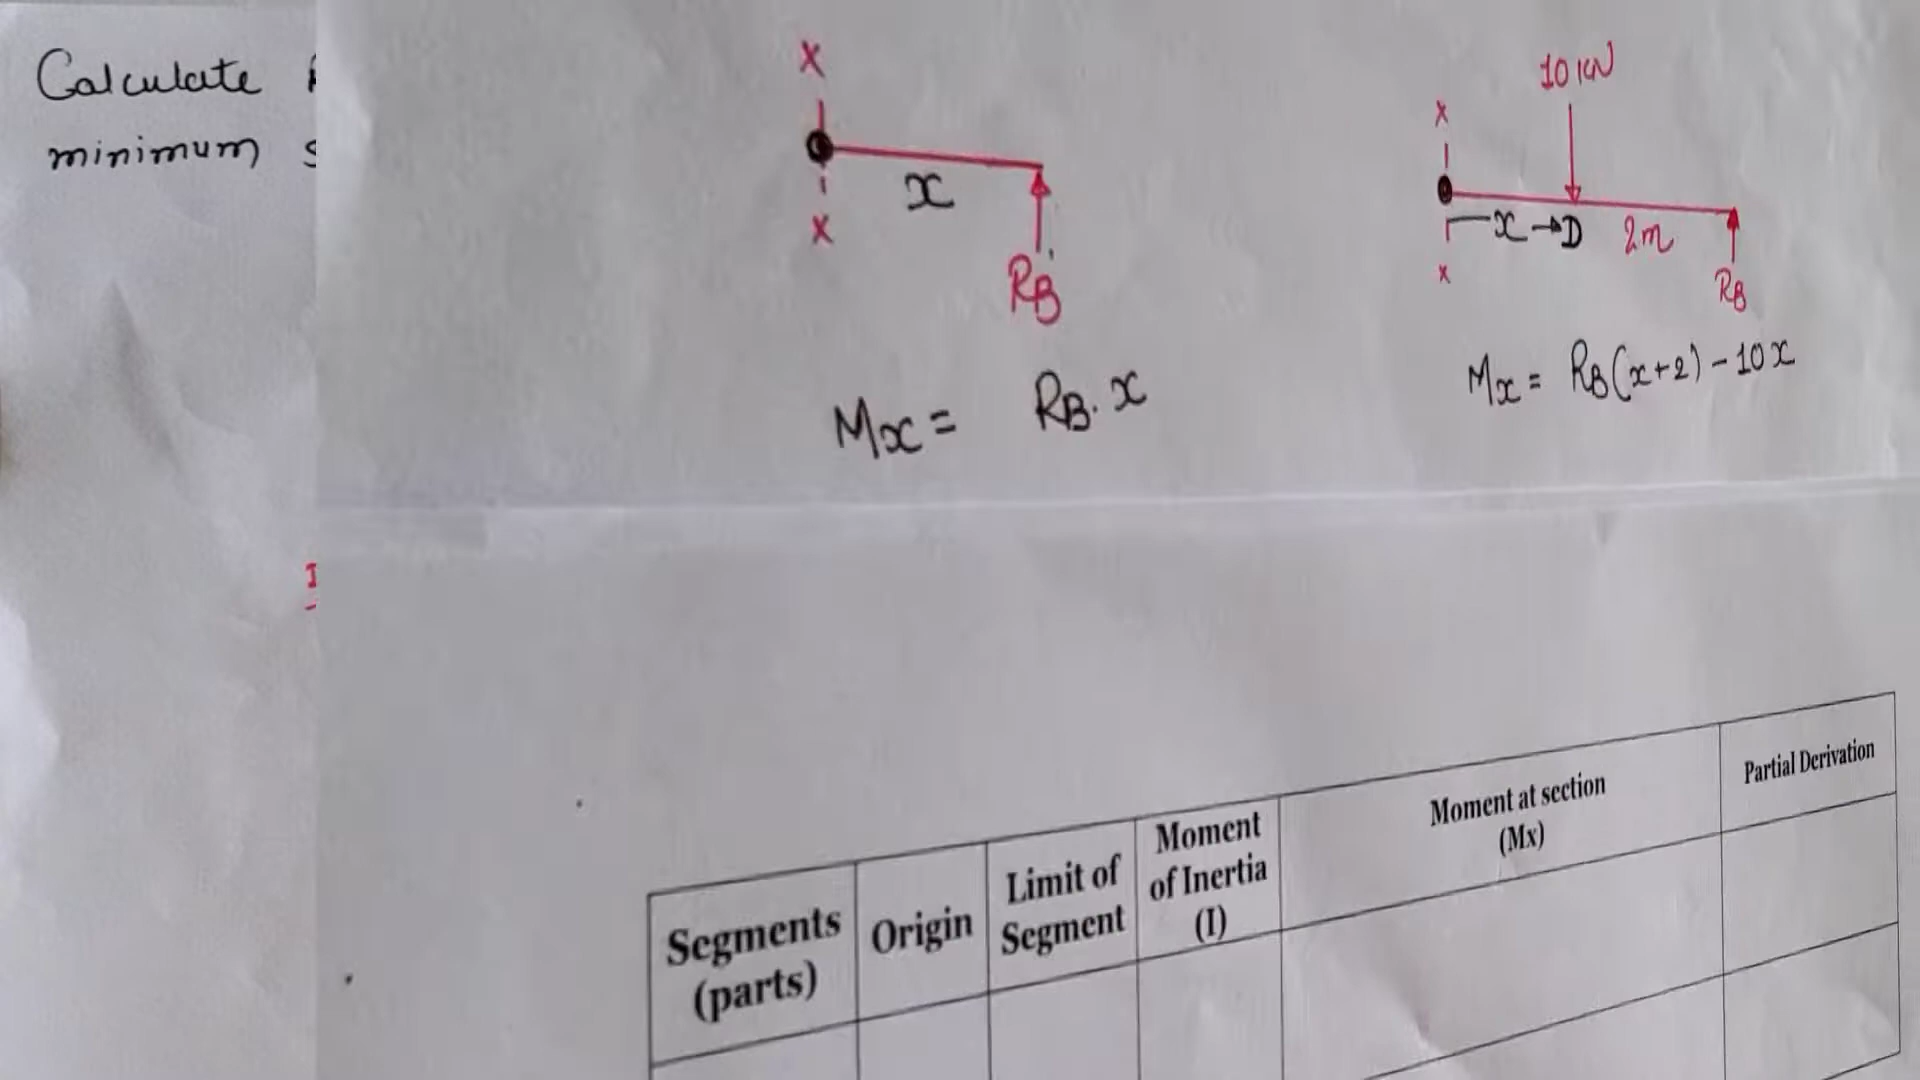 Calculate
minimum
X
x
X
RB
Mx = RB. x
10 KN
x
x → D 2m
x
RB
Mx = RB(x+2) - 10x
Segments
(parts)
Origin
Limit of
Segment
Moment
of Inertia
(I)
Moment at section
(Mx)
Partial Derivation